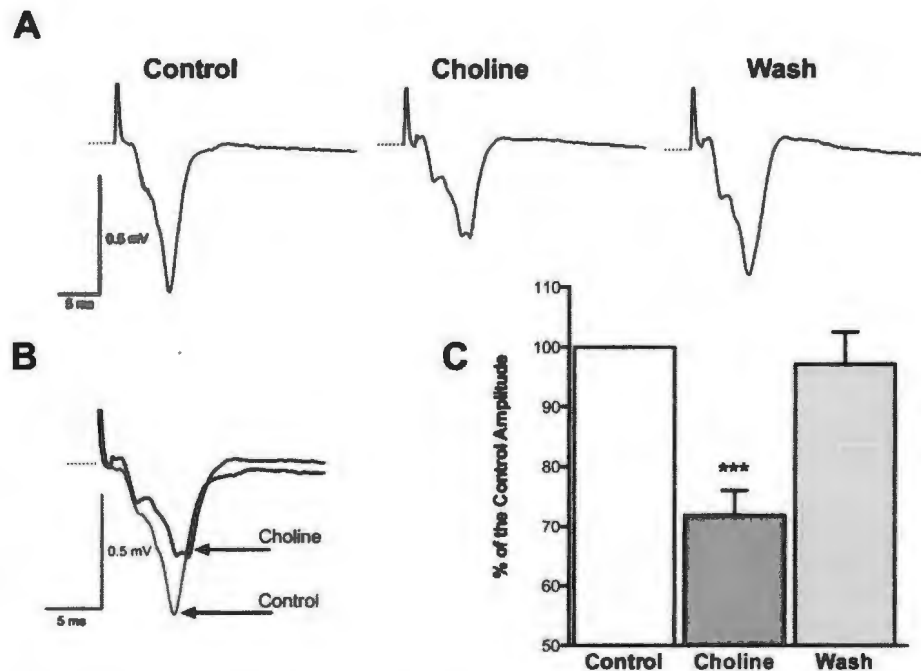 A
Control
Choline
Wash
0.5 mV
5 ms
B
0.5 mV
Choline
Control
5 ms
C
% of the Control Amplitude
110
100
90
80
70
60
50
***
Control
Choline
Wash